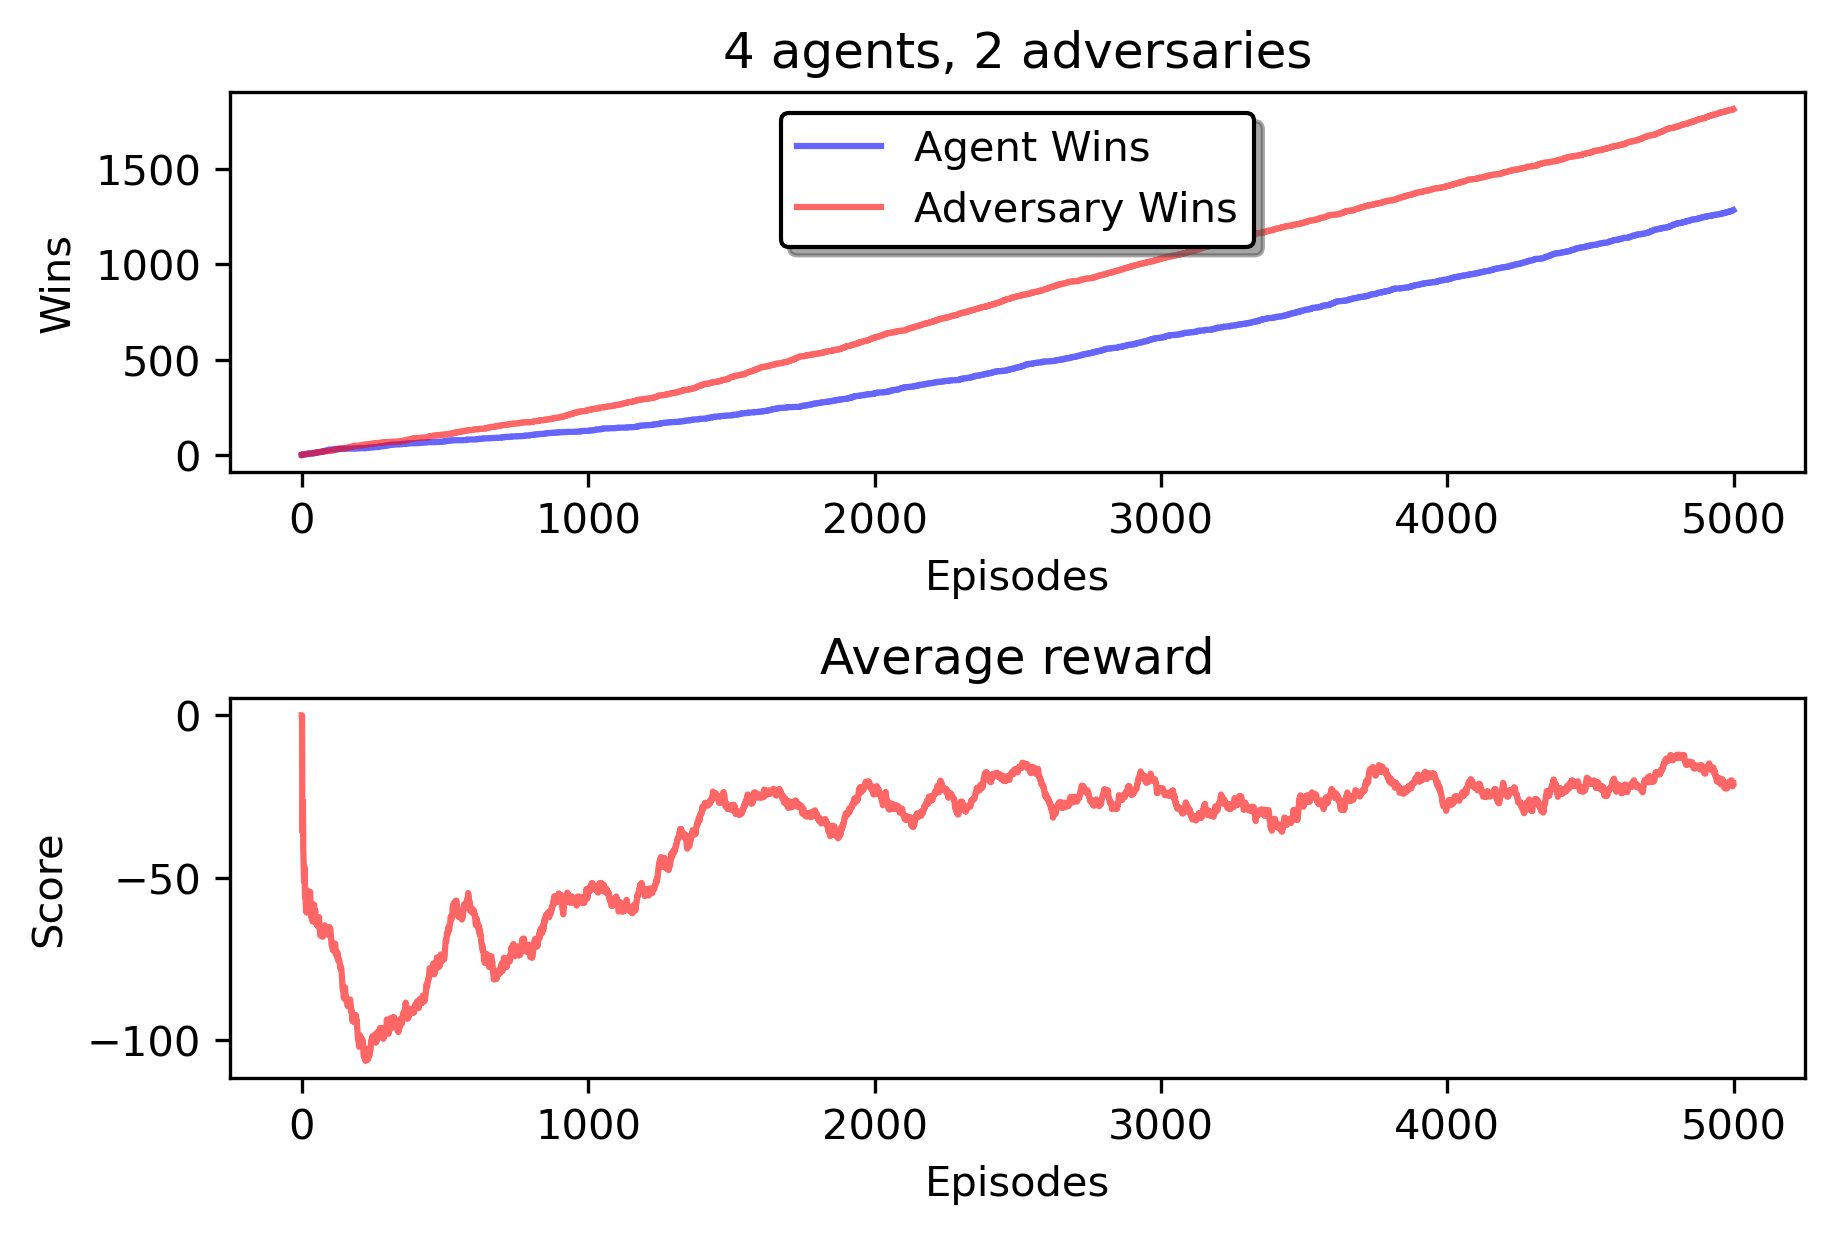 4 agents, 2 adversaries
Agent Wins
Adversary Wins
Wins
1500
1000
500
0
0 1000 2000 3000 4000 5000
Episodes
Average reward
Score
0
−50
−100
0 1000 2000 3000 4000 5000
Episodes